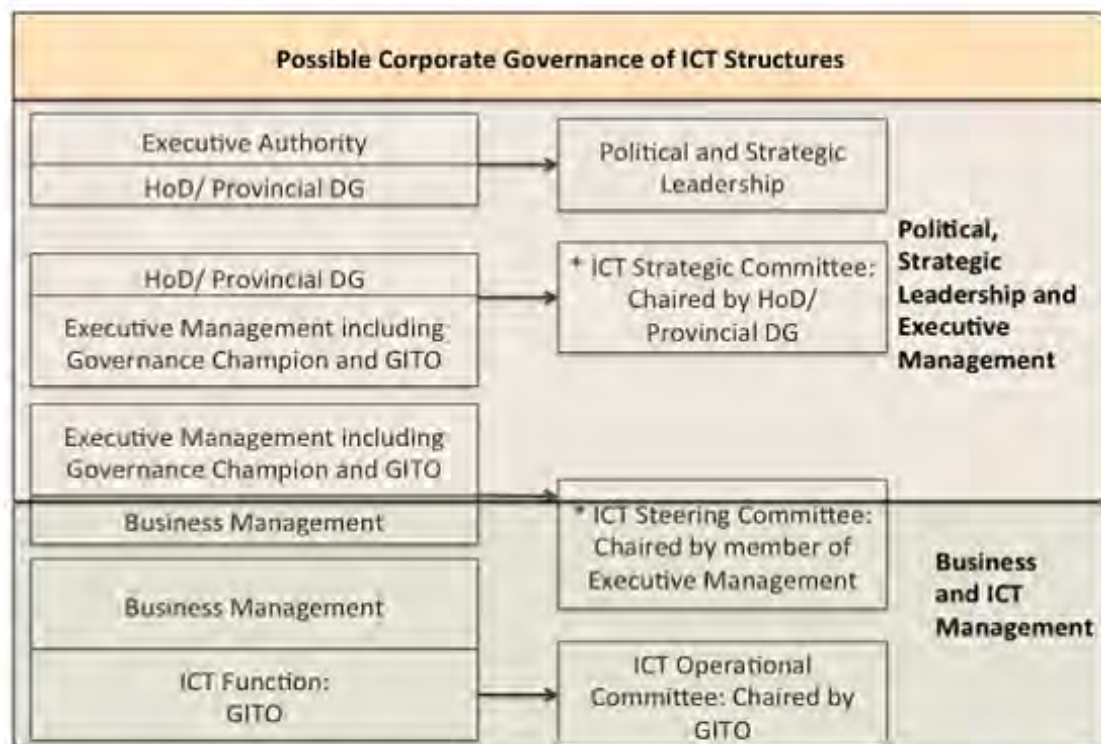 Possible Corporate Governance of ICT Structures
Executive Authority
HoD/ Provincial DG
Political and Strategic
Leadership
HoD/ Provincial DG
Executive Management including
Governance Champion and GITO
* ICT Strategic Committee:
Chaired by HoD/
Provincial DG
Political,
Strategic
Leadership and
Executive
Management
Executive Management including
Governance Champion and GITO
Business Management
* ICT Steering Committee:
Chaired by member of
Executive Management
Business Management
ICT Function:
GITO
ICT Operational
Committee: Chaired by
GITO
Business
and ICT
Management